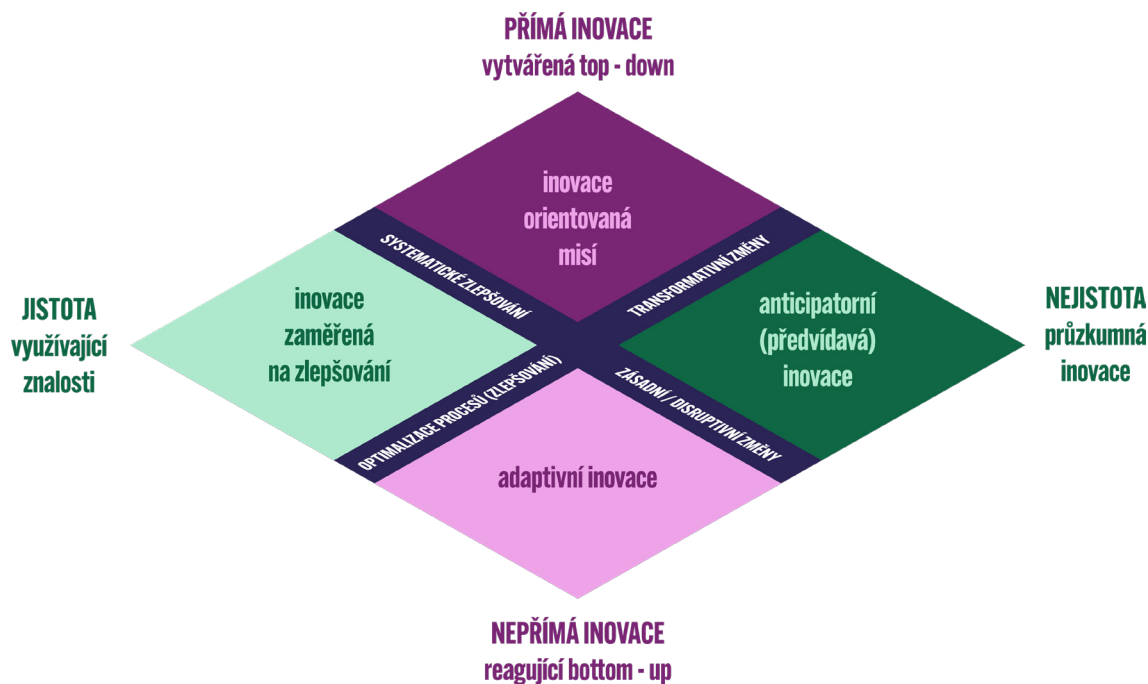 PŘÍMÁ INOVACE
vytvářená top - down
inovace
orientovaná
misí
SYSTEMATICKÉ ZLEPŠOVÁNÍ
TRANSFORMATIVNÍ ZMĚNY
JISTOTA
využívající
znalosti
inovace
zaměřená
na zlepšování
anticipatorní
(předvídavá)
inovace
NEJISTOTA
průzkumná
inovace
OPTIMALIZACE PROCESŮ (ZLEPŠOVÁNÍ)
ZÁSADNÍ / DISRUPTIVNÍ ZMĚNY
adaptivní inovace
NEPŘÍMÁ INOVACE
reagující bottom - up